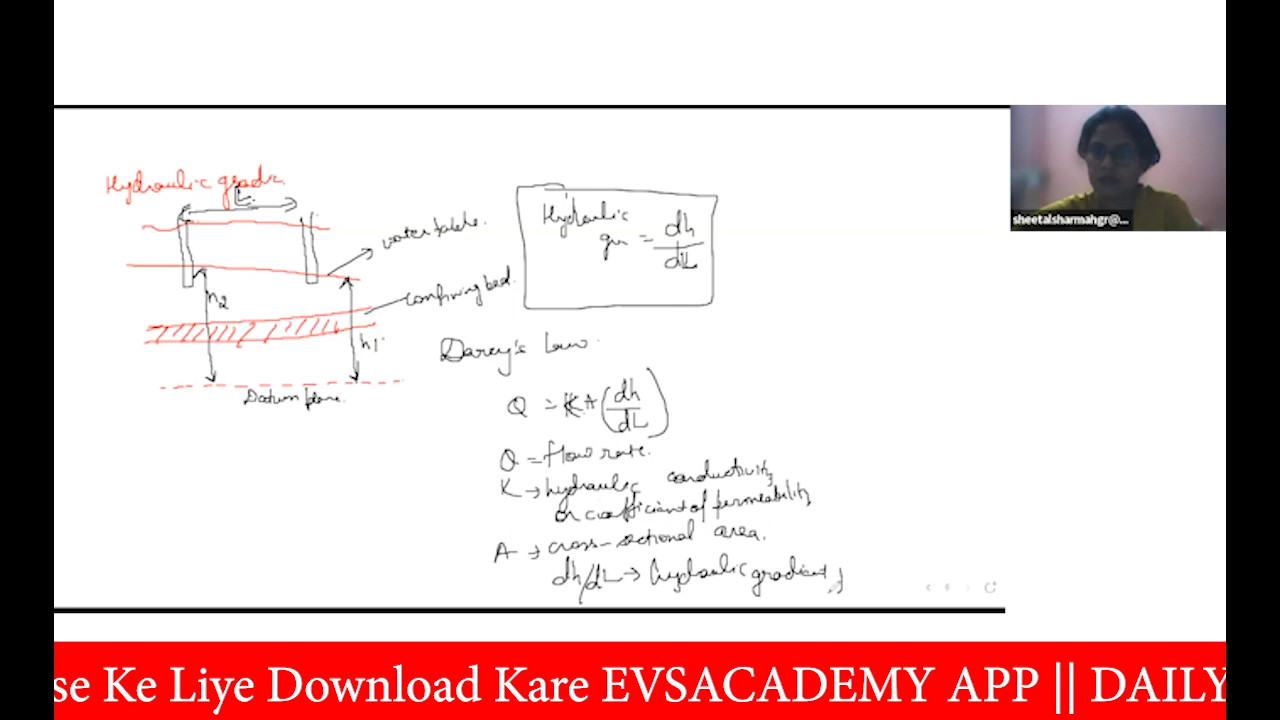 Hydraulic gradn.
L.
water table.
h2
confining bed.
h1.
Datum plane.
Hydraulic
gr = dh/dL
Darcy's law.
Q = KA(dh/dL)
Q = flow rate.
K → hydraulic conductivity
or coefficient of permeability
A → cross-sectional area.
dh/dL → hydraulic gradient
sheetalsharmahgr@...
se Ke Liye Download Kare EVSACADEMY APP || DAILY